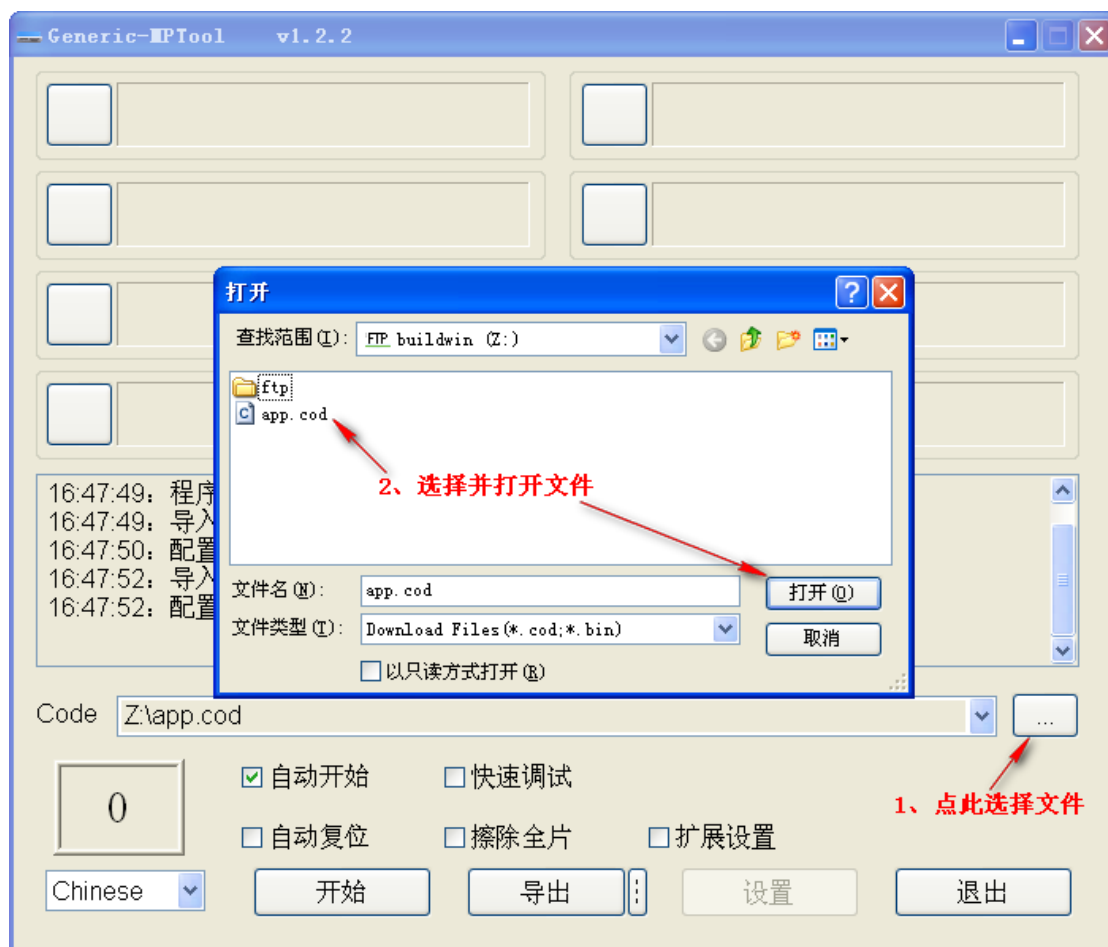 Generic-MPTool v1.2.2
打开
查找范围(I):
FTP buildwin (Z:)
ftp
app.cod
2、选择并打开文件
16:47:49：程序
16:47:49：导入
16:47:50：配置
16:47:52：导入
16:47:52：配置
文件名(N):
app.cod
打开(O)
文件类型(T):
Download Files(*.cod;*.bin)
取消
以只读方式打开(R)
Code
Z:\app.cod
...
1、点此选择文件
0
自动开始
快速调试
自动复位
擦除全片
扩展设置
Chinese
开始
导出
设置
退出